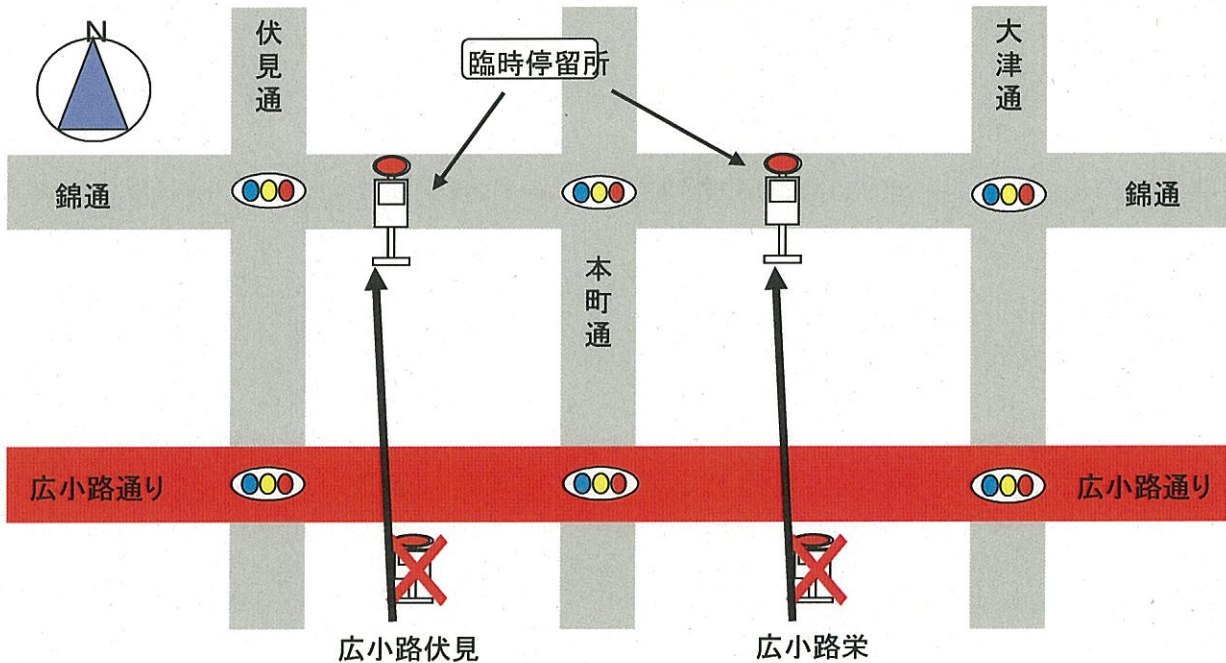 N
伏見通
臨時停留所
大津通
錦通
錦通
本町通
広小路通り
広小路通り
広小路伏見
広小路栄